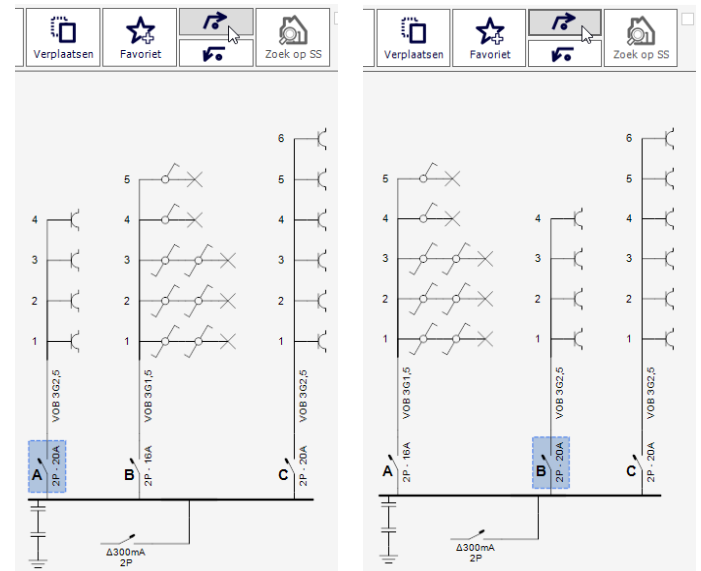 Verplaatsen Favoriet Zoek op SS
6
5 5
4 4 4
3 3 3
2 2 2
1 1 1
VOB 3G2,5 VOB 3G1,5 VOB 3G2,5
A 2P - 20A B 2P - 16A C 2P - 20A
Δ300mA
2P
Verplaatsen Favoriet Zoek op SS
6
5 5
4 4 4
3 3 3
2 2 2
1 1 1
VOB 3G1,5 VOB 3G2,5 VOB 3G2,5
A 2P - 16A B 2P - 20A C 2P - 20A
Δ300mA
2P